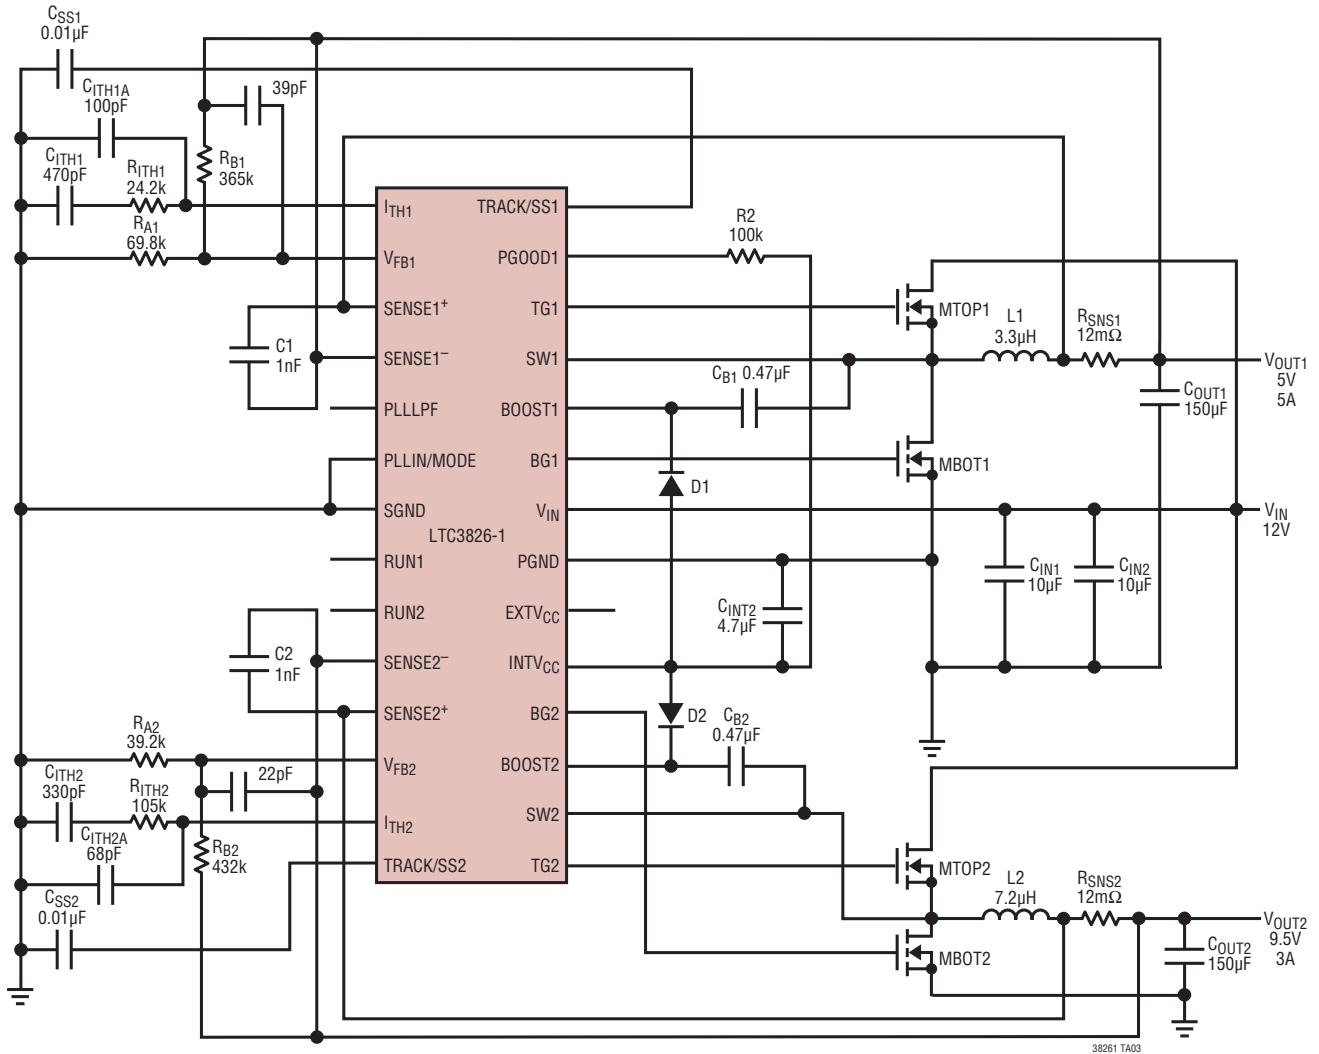 CSS1
0.01µF
CITH1A
100pF
39pF
CITH1
470pF
RITH1
24.2k
RB1
365k
RA1
69.8k
C1
1nF
ITH1
VFB1
SENSE1+
SENSE1–
PLLLPF
PLLIN/MODE
SGND
RUN1
RUN2
SENSE2–
SENSE2+
VFB2
ITH2
TRACK/SS2
LTC3826-1
TRACK/SS1
PGOOD1
TG1
SW1
BOOST1
BG1
VIN
PGND
EXTVCC
INTVCC
BG2
BOOST2
SW2
TG2
R2
100k
MTOP1
L1
3.3µH
RSNS1
12mΩ
VOUT1
5V
5A
CB1 0.47µF
COUT1
150µF
D1
MBOT1
VIN
12V
CIN1
10µF
CIN2
10µF
CINT2
4.7µF
C2
1nF
D2
CB2
0.47µF
RA2
39.2k
CITH2
330pF
RITH2
105k
22pF
CITH2A
68pF
RB2
432k
CSS2
0.01µF
MTOP2
L2
7.2µH
RSNS2
12mΩ
VOUT2
9.5V
3A
MBOT2
COUT2
150µF
38261 TA03